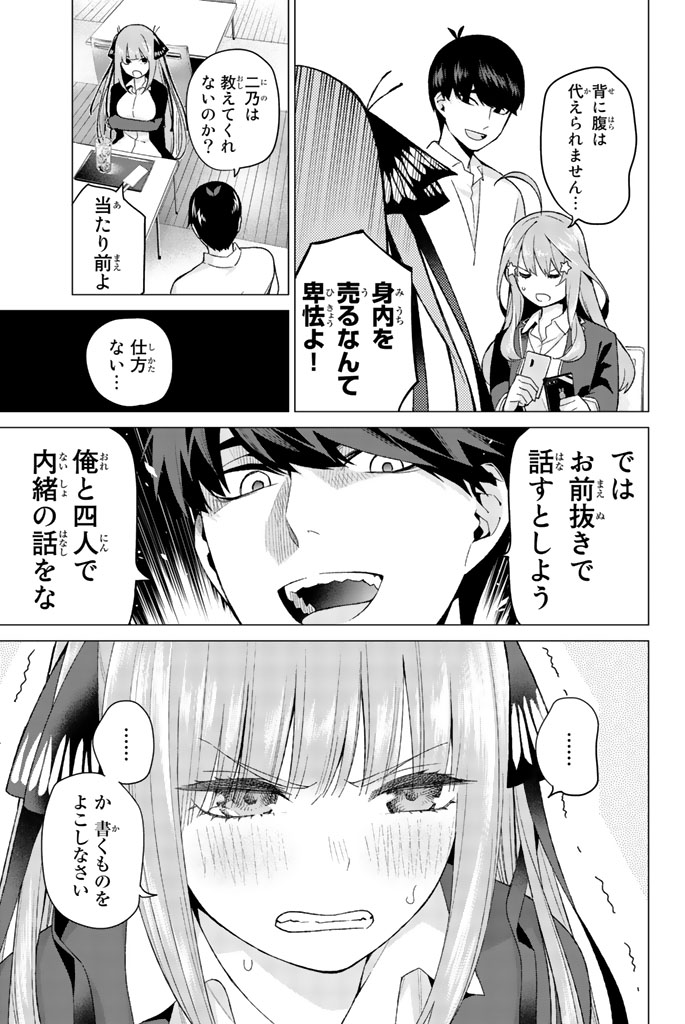 背に腹は
代えられません…
身内を
売るなんて
卑怯よ!
二乃は
教えてくれ
ないのか?
当たり前よ
仕方
ない…
では
お前抜きで
話すとしよう
俺と四人で
内緒の話をな
……
……
か 書くものを
よこしなさい